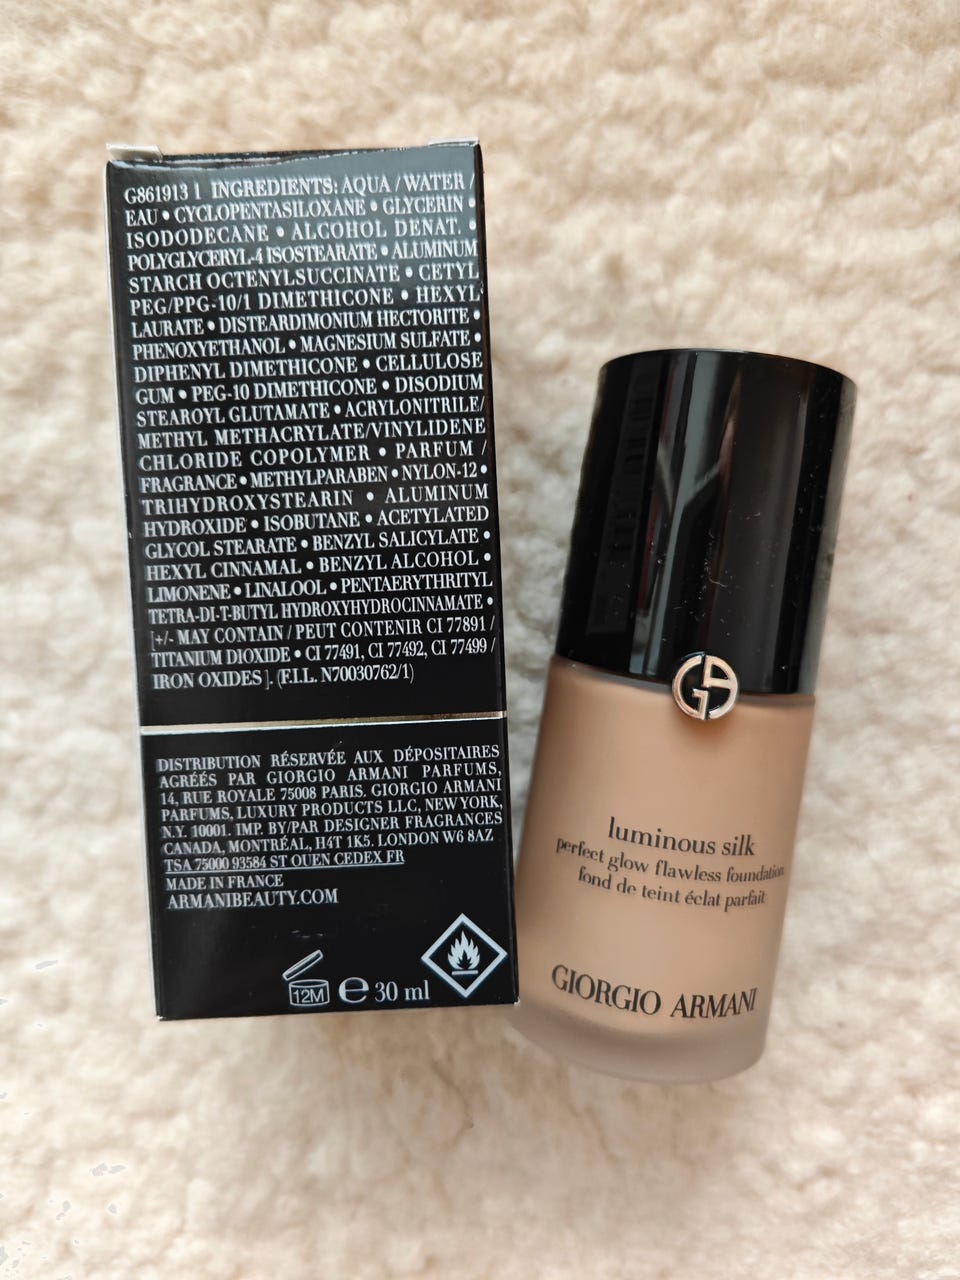 G861913 1 INGREDIENTS: AQUA / WATER /
EAU • CYCLOPENTASILOXANE • GLYCERIN •
ISODODECANE • ALCOHOL DENAT. •
POLYGLYCERYL-4 ISOSTEARATE • ALUMINUM
STARCH OCTENYLSUCCINATE • CETYL
PEG/PPG-10/1 DIMETHICONE • HEXYL
LAURATE • DISTEARDIMONIUM HECTORITE •
PHENOXYETHANOL • MAGNESIUM SULFATE •
DIPHENYL DIMETHICONE • CELLULOSE
GUM • PEG-10 DIMETHICONE • DISODIUM
STEAROYL GLUTAMATE • ACRYLONITRILE/
METHYL METHACRYLATE/VINYLIDENE
CHLORIDE COPOLYMER • PARFUM /
FRAGRANCE • METHYLPARABEN • NYLON-12 •
TRIHYDROXYSTEARIN • ALUMINUM
HYDROXIDE • ISOBUTANE • ACETYLATED
GLYCOL STEARATE • BENZYL SALICYLATE •
HEXYL CINNAMAL • BENZYL ALCOHOL •
LIMONENE • LINALOOL • PENTAERYTHRITYL
TETRA-DI-T-BUTYL HYDROXYHYDROCINNAMATE •
[+/- MAY CONTAIN / PEUT CONTENIR CI 77891 /
TITANIUM DIOXIDE • CI 77491, CI 77492, CI 77499 /
IRON OXIDES ]. (F.I.L. N70030762/1)
DISTRIBUTION RÉSERVÉE AUX DÉPOSITAIRES
AGRÉÉS PAR GIORGIO ARMANI PARFUMS,
14, RUE ROYALE 75008 PARIS. GIORGIO ARMANI
PARFUMS, LUXURY PRODUCTS LLC, NEW YORK,
N.Y. 10001. IMP. BY/PAR DESIGNER FRAGRANCES
CANADA, MONTRÉAL, H4T 1K5. LONDON W6 8AZ
TSA 75000 93584 ST OUEN CEDEX FR
MADE IN FRANCE
ARMANIBEAUTY.COM
12M e 30 ml
GA
luminous silk
perfect glow flawless foundation
fond de teint éclat parfait
GIORGIO ARMANI